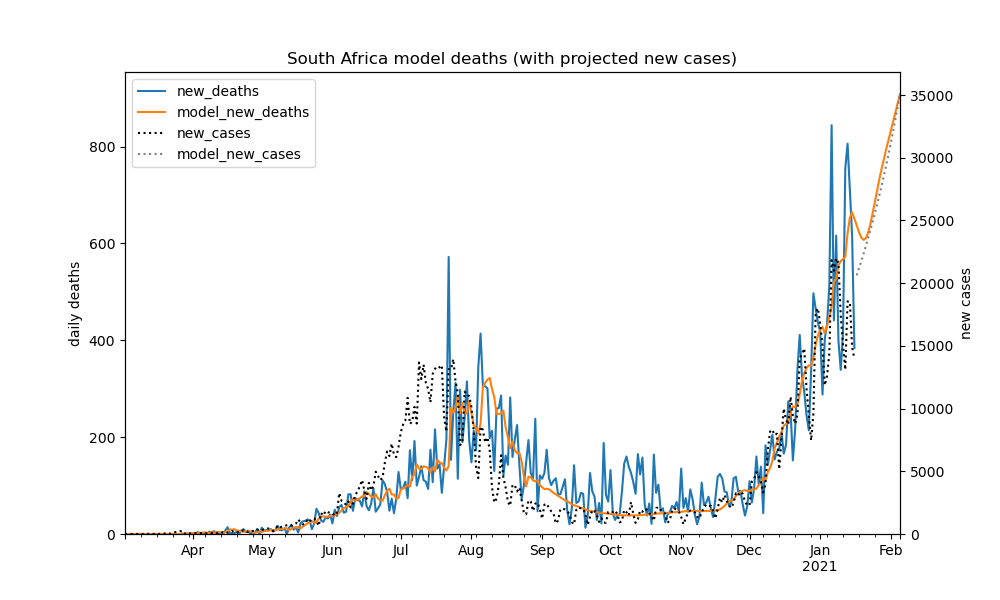 South Africa model deaths (with projected new cases)
new_deaths
model_new_deaths
new_cases
model_new_cases
daily deaths
800
600
400
200
0
new cases
35000
30000
25000
20000
15000
10000
5000
0
Apr May Jun Jul Aug Sep Oct Nov Dec Jan Feb
2021